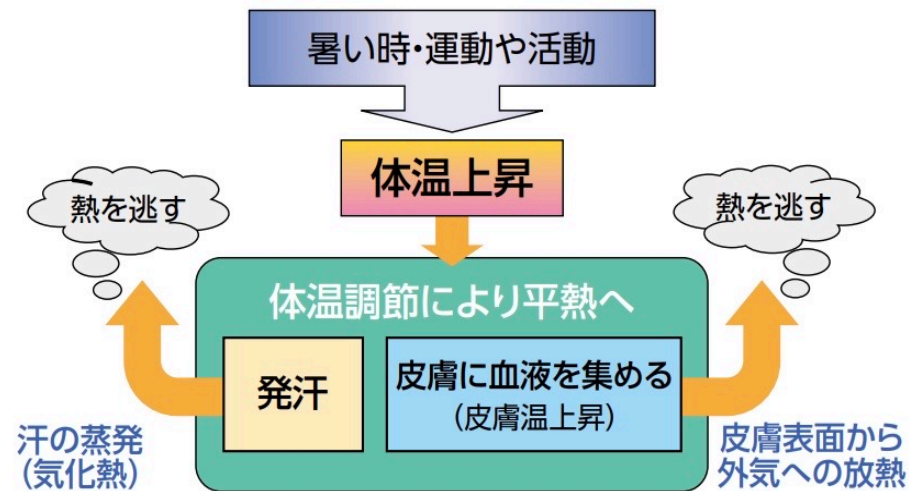 暑い時・運動や活動
体温上昇
熱を逃す
熱を逃す
体温調節により平熱へ
発汗
皮膚に血液を集める
(皮膚温上昇)
汗の蒸発
(気化熱)
皮膚表面から
外気への放熱